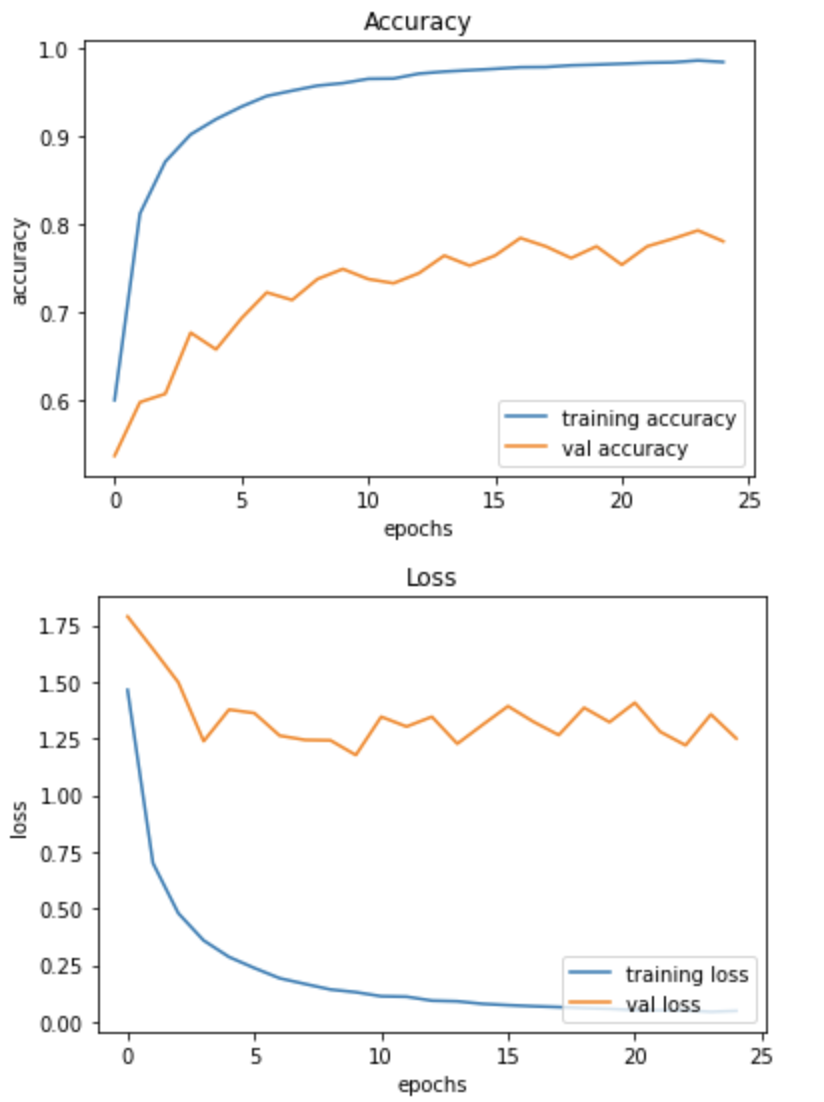 Accuracy
1.0
0.9
0.8
0.7
0.6
accuracy
training accuracy
val accuracy
0 5 10 15 20 25
epochs
Loss
1.75
1.50
1.25
1.00
0.75
0.50
0.25
0.00
loss
training loss
val loss
0 5 10 15 20 25
epochs